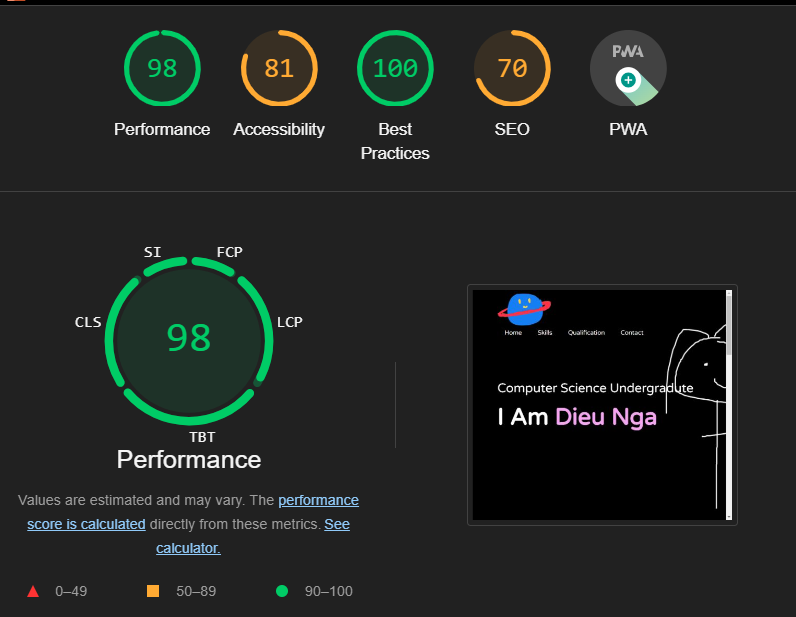 98
81
100
70
PWA
Performance
Accessibility
Best
Practices
SEO
PWA
SI
FCP
CLS
LCP
98
TBT
Performance
Values are estimated and may vary. The performance
score is calculated directly from these metrics. See
calculator.
0–49
50–89
90–100
Home Skills Qualification Contact
Computer Science Undergradute
I Am Dieu Nga